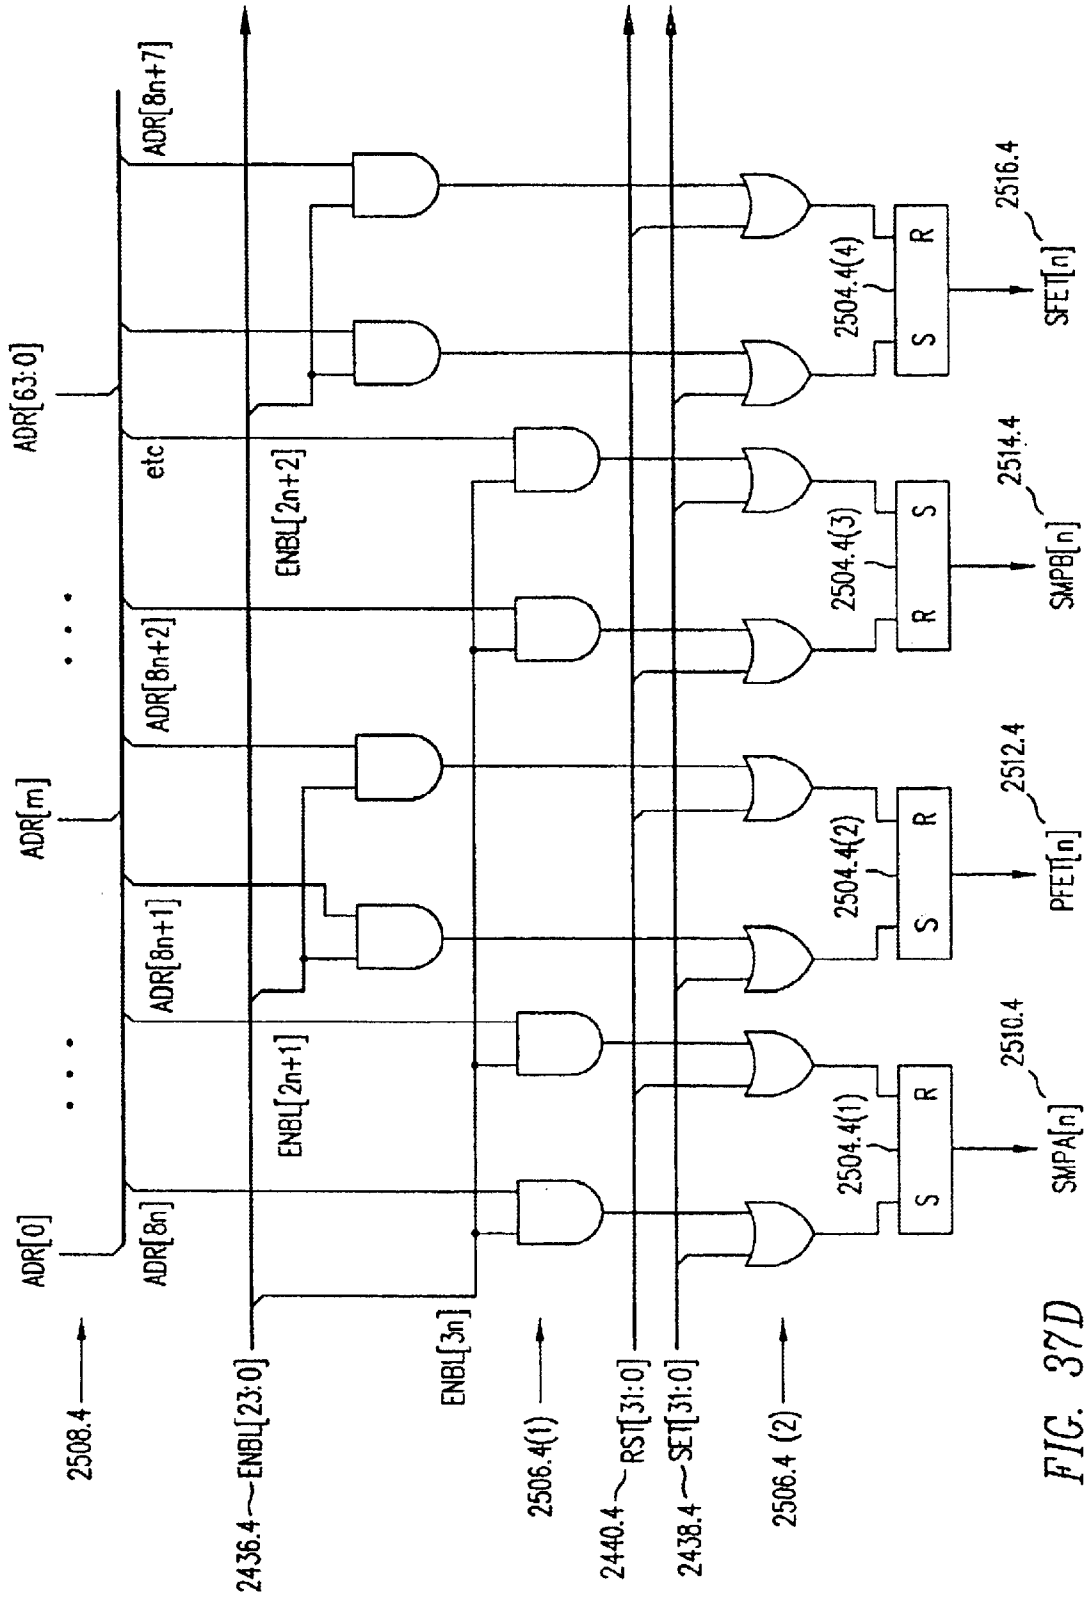 2508.4
ADR[0]
ADR[m]
ADR[63:0]
ADR[8n]
ADR[8n+1]
ADR[8n+2]
etc
ADR[8n+7]
2436.4
ENBL[23:0]
ENBL[2n+1]
ENBL[2n+2]
ENBL[3n]
2506.4(1)
2440.4
RST[31:0]
2438.4
SET[31:0]
2506.4 (2)
2504.4(1)
2504.4(2)
2504.4(3)
2504.4(4)
S R
S R
R S
S R
2510.4
2512.4
2514.4
2516.4
SMPA[n]
PFET[n]
SMPB[n]
SFET[n]
FIG. 37D